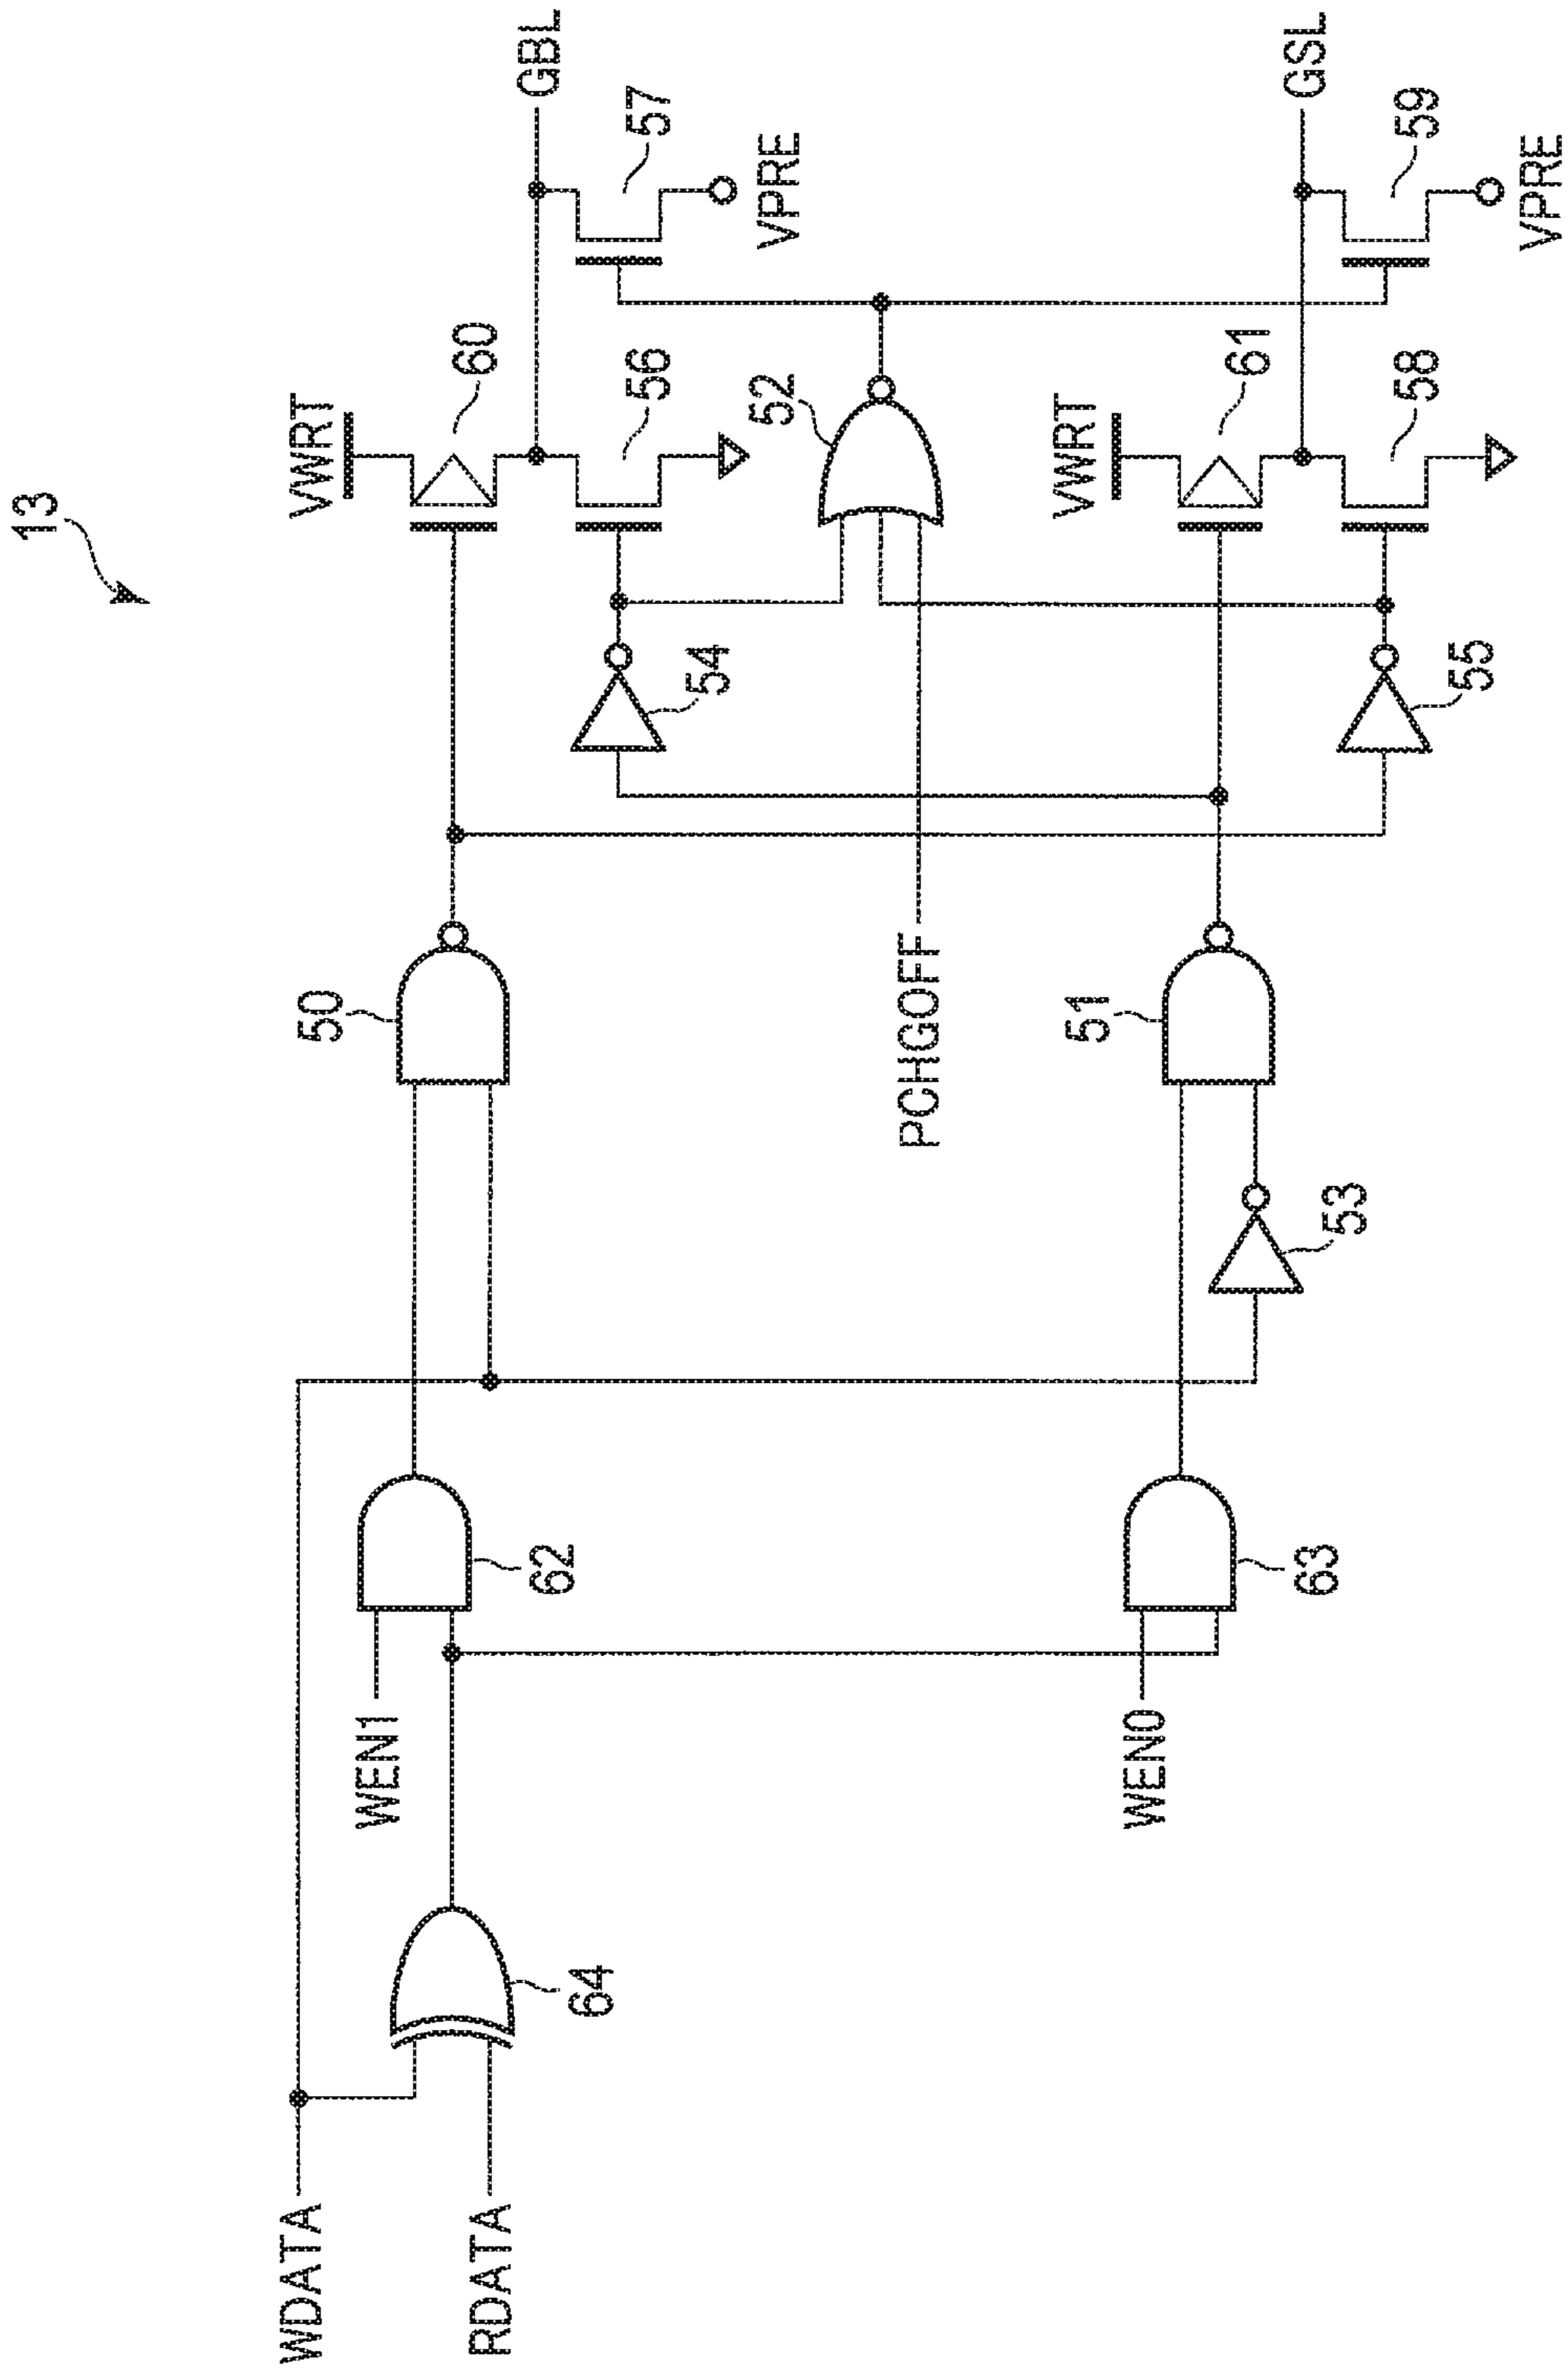 13
WDATA
RDATA
64
WEN1
62
WEN0
63
53
50
51
PCHGOFF
54
55
52
VWRT
60
56
VWRT
61
58
GBL
57
VPRE
GSL
59
VPRE